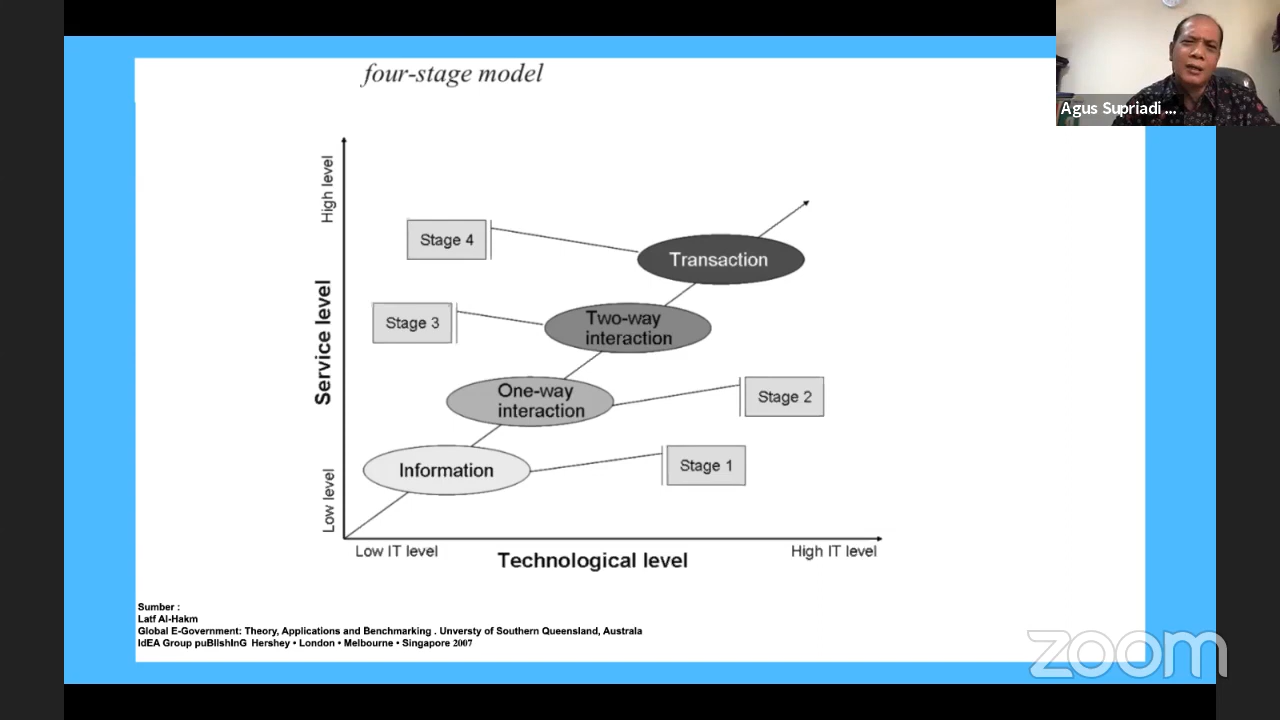 four-stage model
Agus Supriadi ...
High level
Service level
Low level
Stage 4
Transaction
Stage 3
Two-way
interaction
One-way
interaction
Stage 2
Information
Stage 1
Low IT level
Technological level
High IT level
Sumber :
Latf Al-Hakm
Global E-Government: Theory, Applications and Benchmarking . Unversty of Southern Queensland, Australa
IdEA Group puBlIshInG Hershey • London • Melbourne • Singapore 2007
zoom